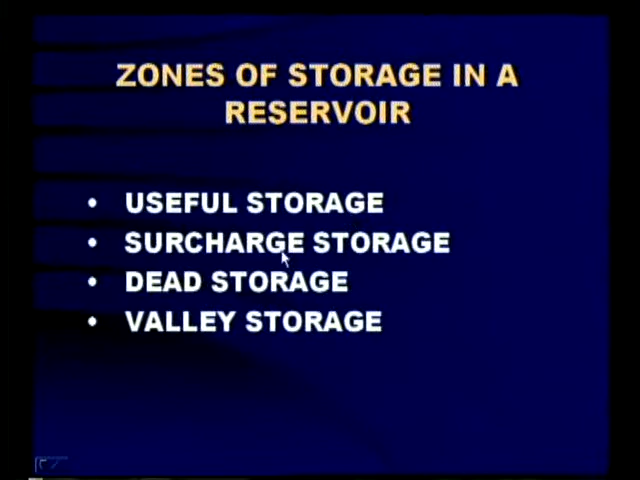 ZONES OF STORAGE IN A
RESERVOIR
• USEFUL STORAGE
• SURCHARGE STORAGE
• DEAD STORAGE
• VALLEY STORAGE